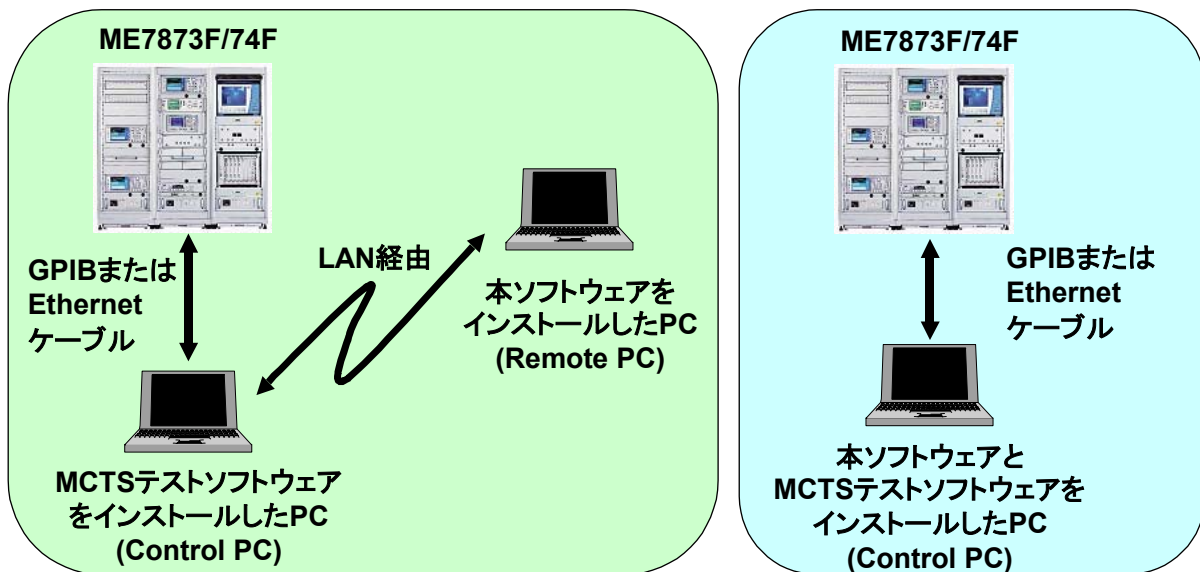 ME7873F/74F
GPIBまたは
Ethernet
ケーブル
LAN経由
本ソフトウェアを
インストールしたPC
(Remote PC)
MCTSテストソフトウェア
をインストールしたPC
(Control PC)
ME7873F/74F
GPIBまたは
Ethernet
ケーブル
本ソフトウェアと
MCTSテストソフトウェアを
インストールしたPC
(Control PC)